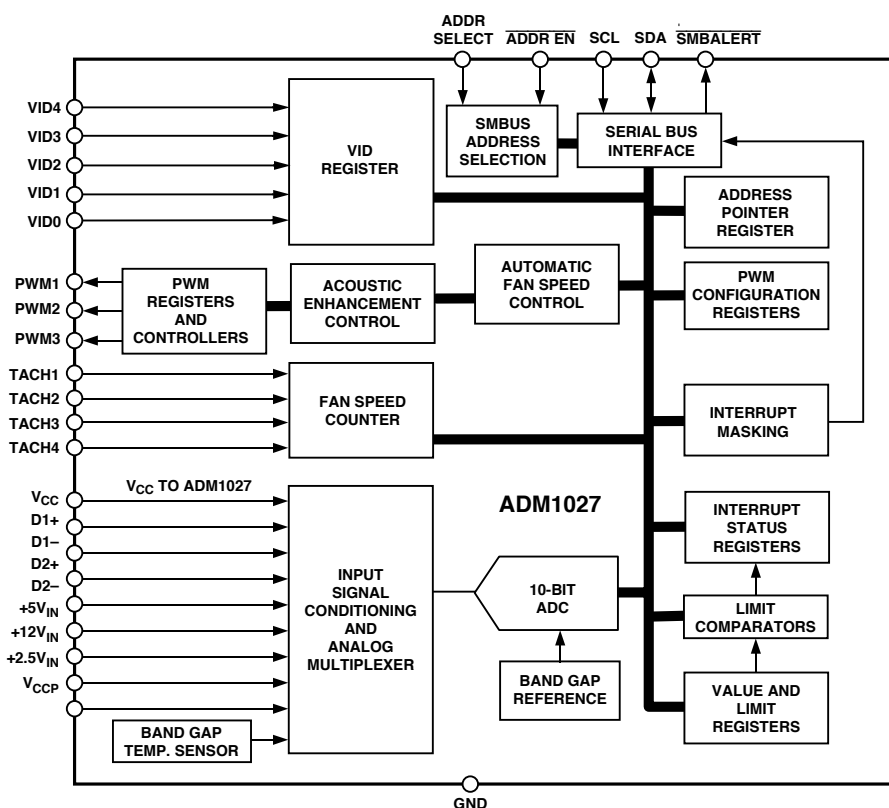 ADDR
SELECT
ADDR EN
SCL
SDA
SMBALERT
VID4
VID3
VID2
VID1
VID0
VID
REGISTER
SMBUS
ADDRESS
SELECTION
SERIAL BUS
INTERFACE
ADDRESS
POINTER
REGISTER
PWM1
PWM2
PWM3
PWM
REGISTERS
AND
CONTROLLERS
ACOUSTIC
ENHANCEMENT
CONTROL
AUTOMATIC
FAN SPEED
CONTROL
PWM
CONFIGURATION
REGISTERS
TACH1
TACH2
TACH3
TACH4
FAN SPEED
COUNTER
INTERRUPT
MASKING
VCC
D1+
D1–
D2+
D2–
+5VIN
+12VIN
+2.5VIN
VCCP
VCC TO ADM1027
INPUT
SIGNAL
CONDITIONING
AND
ANALOG
MULTIPLEXER
ADM1027
10-BIT
ADC
INTERRUPT
STATUS
REGISTERS
LIMIT
COMPARATORS
BAND GAP
REFERENCE
VALUE AND
LIMIT
REGISTERS
BAND GAP
TEMP. SENSOR
GND